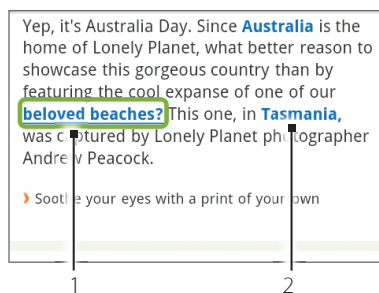 Yep, it's Australia Day. Since Australia is the
home of Lonely Planet, what better reason to
showcase this gorgeous country than by
featuring the cool expanse of one of our
beloved beaches? This one, in Tasmania,
was captured by Lonely Planet photographer
Andrew Peacock.
› Soothe your eyes with a print of your own
1 2